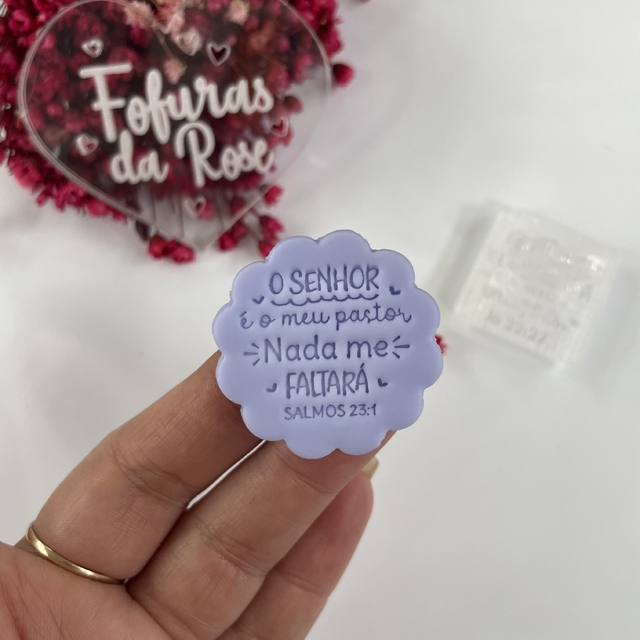 Fofuras
da Rose
O SENHOR
é o meu pastor
Nada me
FALTARÁ
SALMOS 23:1